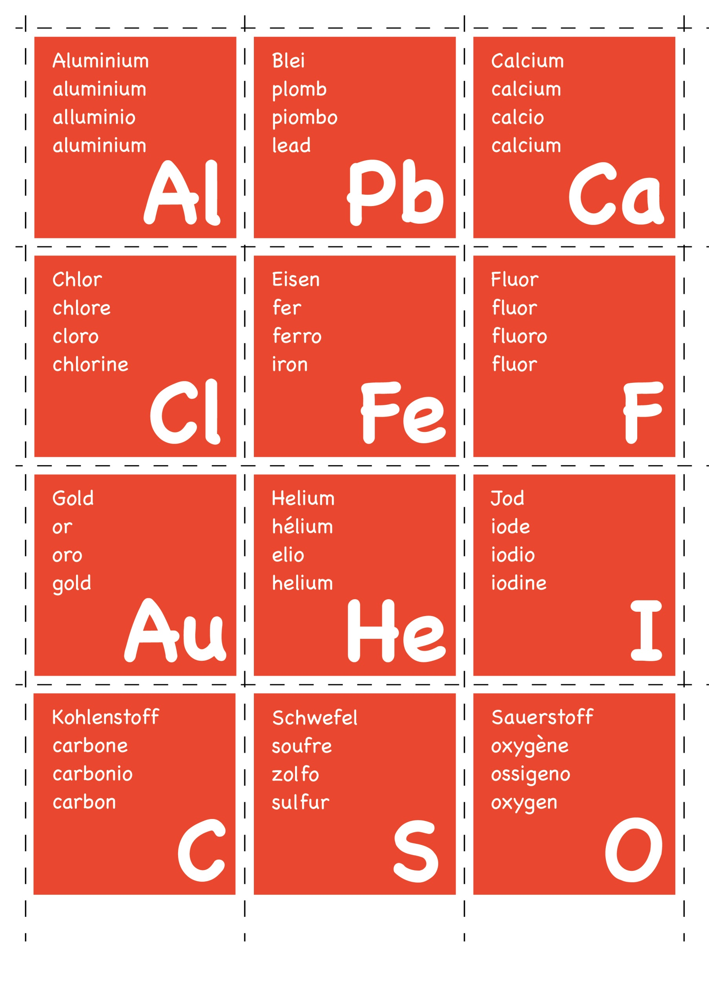 Aluminium
aluminium
alluminio
aluminium
Al
Blei
plomb
piombo
lead
Pb
Calcium
calcium
calcio
calcium
Ca
Chlor
chlore
cloro
chlorine
Cl
Eisen
fer
ferro
iron
Fe
Fluor
fluor
fluoro
fluor
F
Gold
or
oro
gold
Au
Helium
hélium
elio
helium
He
Jod
iode
iodio
iodine
I
Kohlenstoff
carbone
carbonio
carbon
C
Schwefel
soufre
zolfo
sulfur
S
Sauerstoff
oxygène
ossigeno
oxygen
O